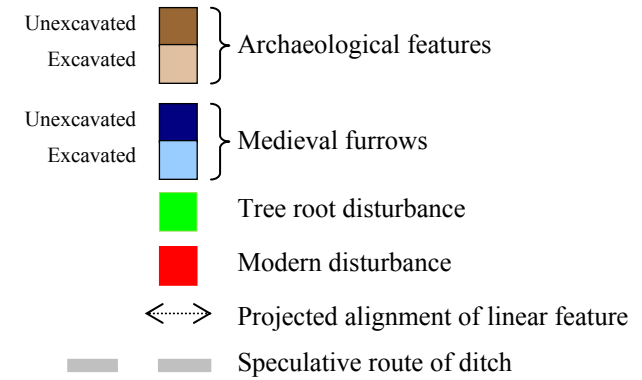 Unexcavated
Archaeological features
Excavated
Unexcavated
Medieval furrows
Excavated
Tree root disturbance
Modern disturbance
Projected alignment of linear feature
Speculative route of ditch